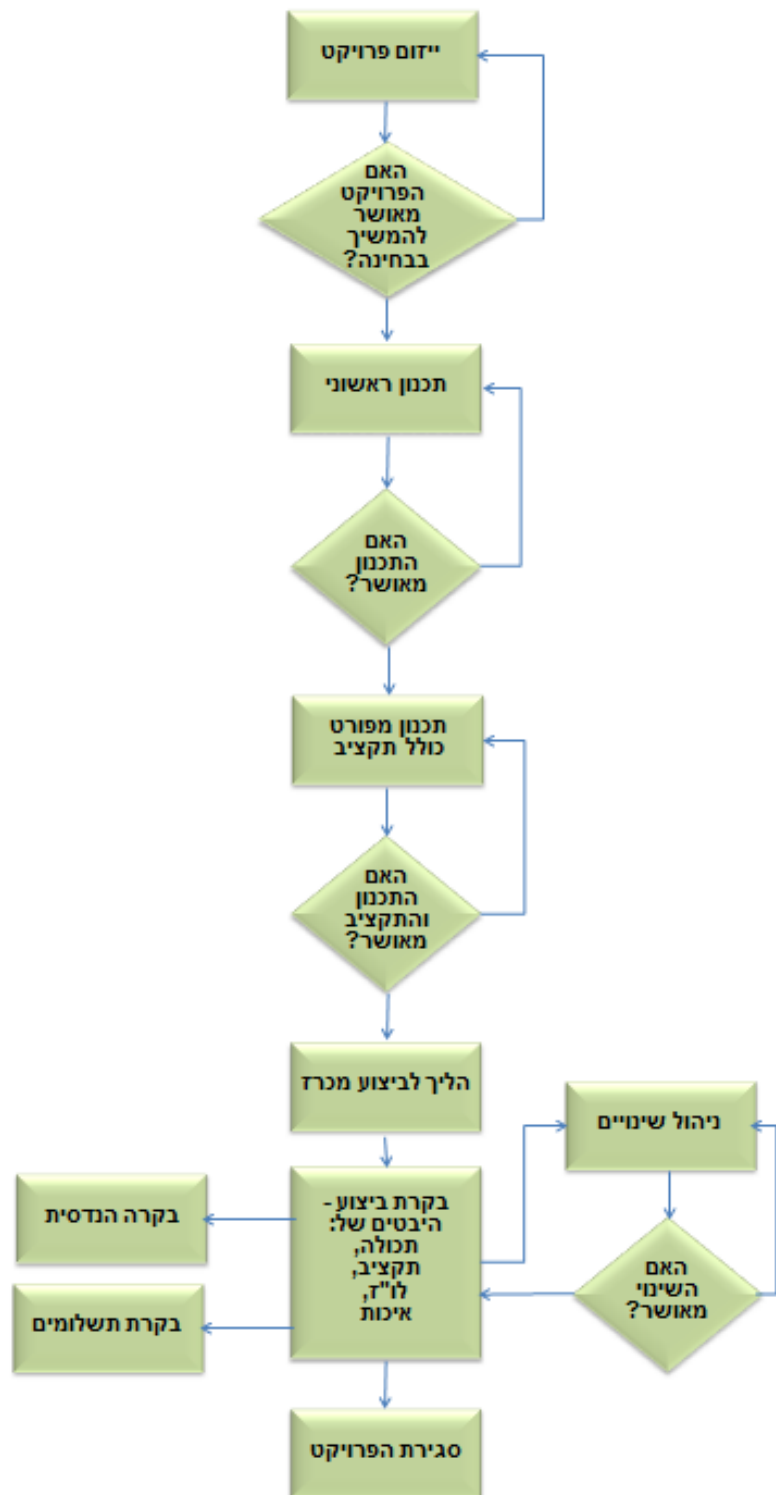 ייזום פרויקט
האם
הפרויקט
מאושר
להמשיך
בבחינה?
תכנון ראשוני
האם
התכנון
מאושר?
תכנון מפורט
כולל תקציב
האם
התכנון
והתקציב
מאושר?
הליך לביצוע מכרז
ניהול שינויים
בקרת ביצוע -
היבטים של:
תכולה,
תקציב,
לו"ז,
איכות
בקרה הנדסית
בקרת תשלומים
האם
השינוי
מאושר?
סגירת הפרויקט